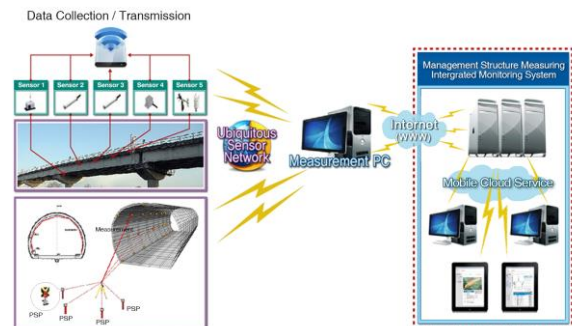 Data Collection / Transmission
Sensor 1
Sensor 2
Sensor 3
Sensor 4
Sensor 5
Ubiquitous
Sensor
Network
Measurement PC
Internet
(WWW)
Management Structure Measuring
Intergrated Monitoring System
Mobile Cloud Service
PSP
PSP
PSP
PSP